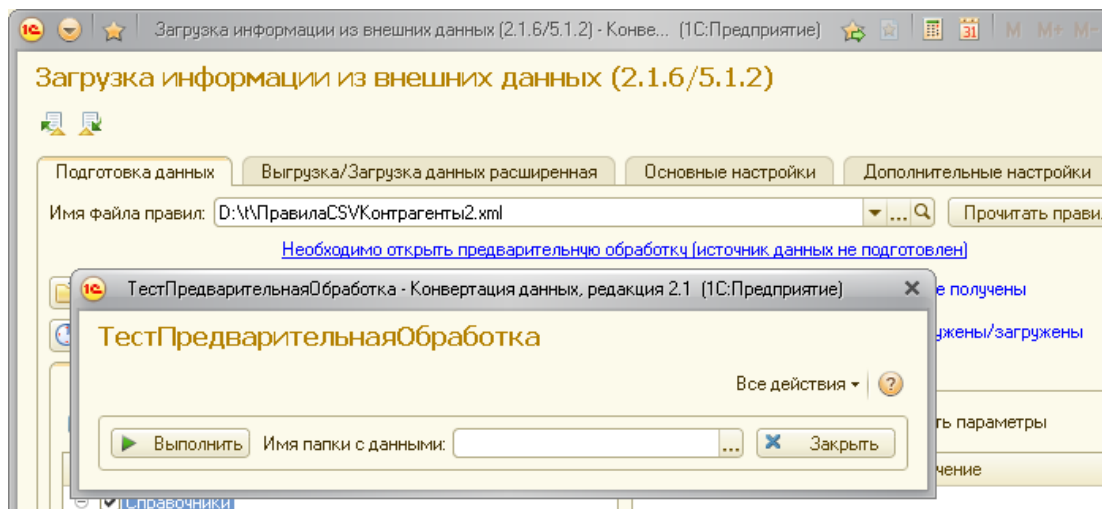 Загрузка информации из внешних данных (2.1.6/5.1.2) - Конве... (1С:Предприятие) 31 M M+ M-
Загрузка информации из внешних данных (2.1.6/5.1.2)
Подготовка данных Выгрузка/Загрузка данных расширенная Основные настройки Дополнительные настройки
Имя файла правил: D:\t\ПравилаCSVКонтрагенты2.xml ... Прочитать прави
Необходимо открыть предварительную обработку (источник данных не подготовлен)
ТестПредварительнаяОбработка - Конвертация данных, редакция 2.1 (1С:Предприятие) е получены
ТестПредварительнаяОбработка ужены/загружены
Все действия ?
ть параметры
Выполнить Имя папки с данными: ... Закрыть
чение
Справочники